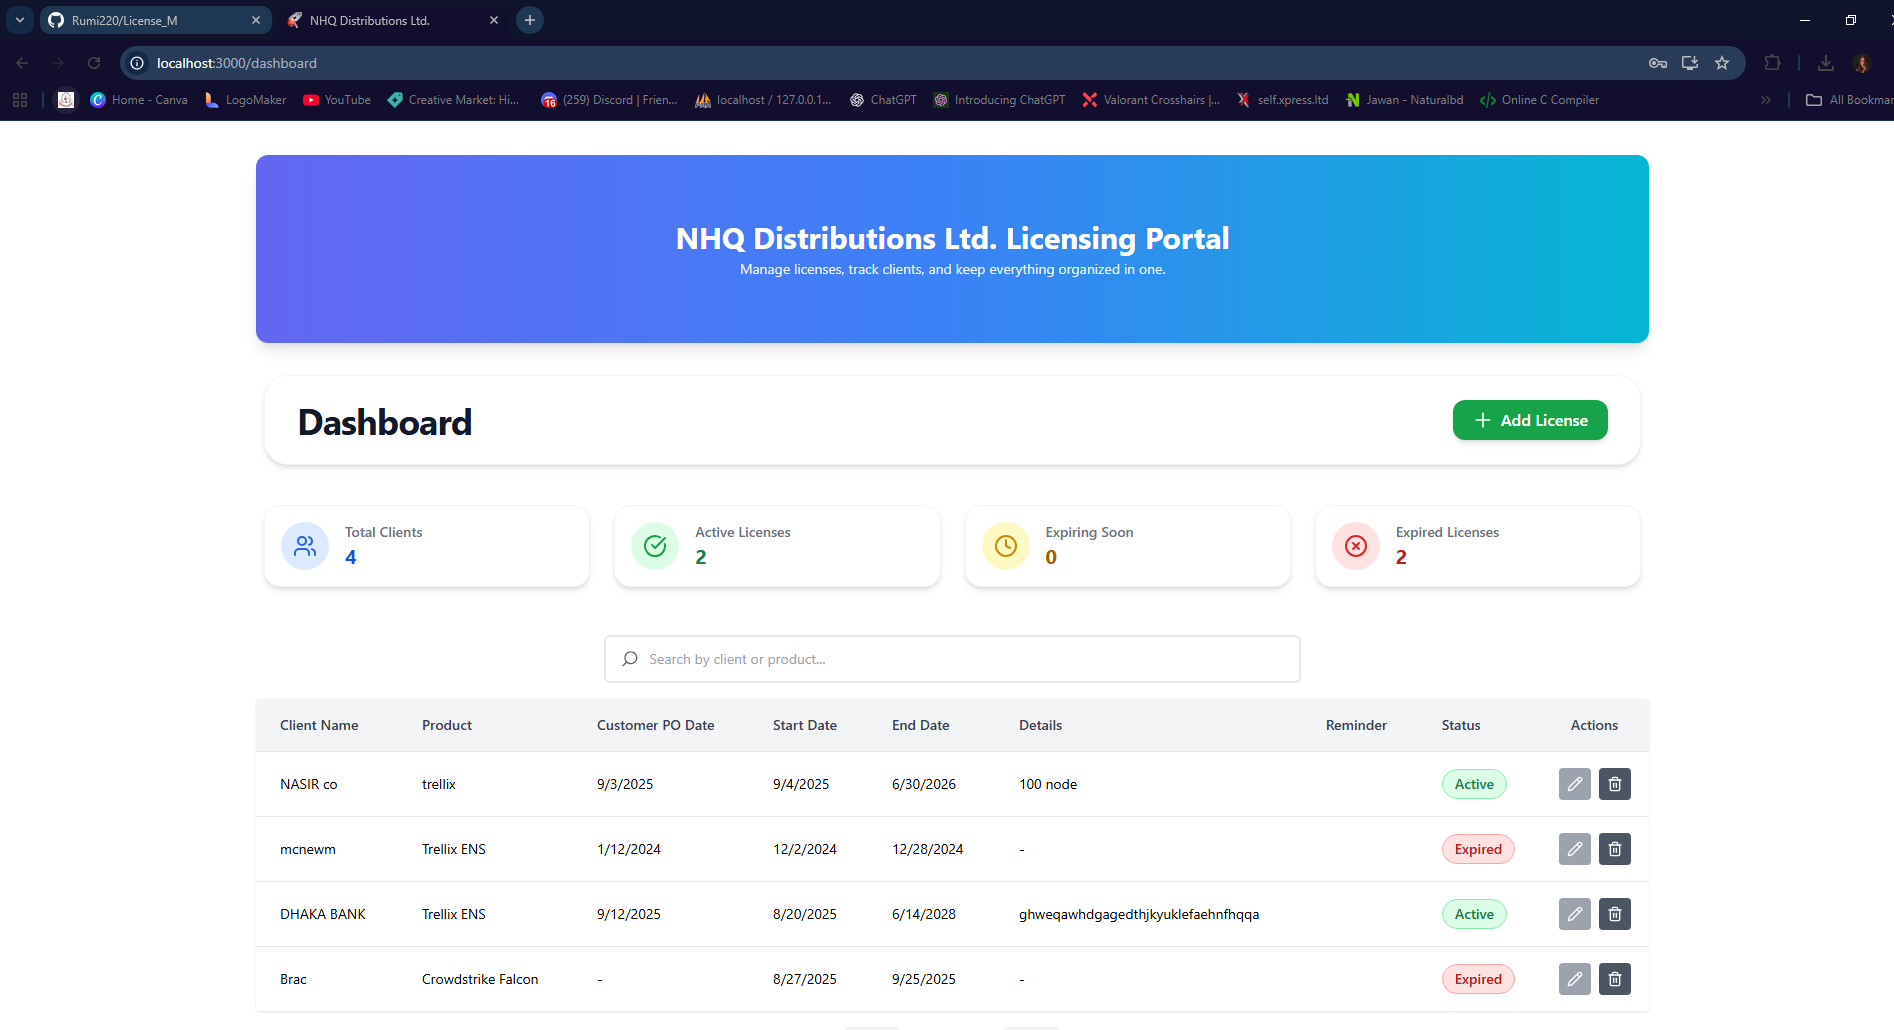 Rumi220/License_M
NHQ Distributions Ltd.
localhost:3000/dashboard
Home - Canva
LogoMaker
YouTube
Creative Market: Hi...
16
(259) Discord | Frien...
localhost / 127.0.0.1...
ChatGPT
Introducing ChatGPT
Valorant Crosshairs |...
self.xpress.ltd
Jawan - Naturalbd
Online C Compiler
All Bookmar
NHQ Distributions Ltd. Licensing Portal
Manage licenses, track clients, and keep everything organized in one.
Dashboard
Add License
Total Clients
4
Active Licenses
2
Expiring Soon
0
Expired Licenses
2
Search by client or product...
Client Name Product Customer PO Date Start Date End Date Details Reminder Status Actions
NASIR co trellix 9/3/2025 9/4/2025 6/30/2026 100 node Active
mcnewm Trellix ENS 1/12/2024 12/2/2024 12/28/2024 - Expired
DHAKA BANK Trellix ENS 9/12/2025 8/20/2025 6/14/2028 ghweqawhdgagedthjkyuklefaehnfhqqa Active
Brac Crowdstrike Falcon - 8/27/2025 9/25/2025 - Expired